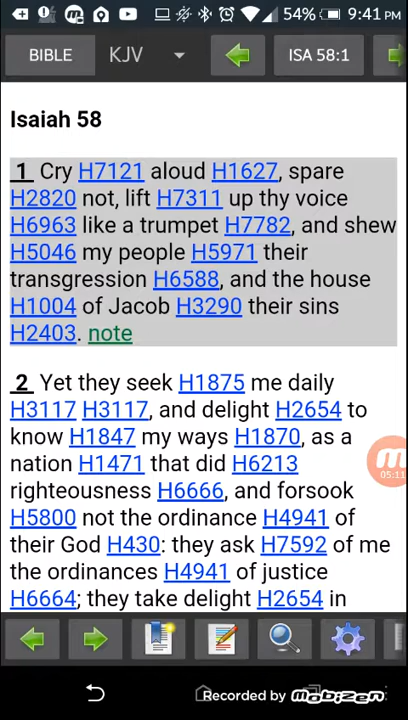 54% 9:41 PM
BIBLE KJV ISA 58:1
Isaiah 58
1 Cry H7121 aloud H1627, spare
H2820 not, lift H7311 up thy voice
H6963 like a trumpet H7782, and shew
H5046 my people H5971 their
transgression H6588, and the house
H1004 of Jacob H3290 their sins
H2403. note
2 Yet they seek H1875 me daily
H3117 H3117, and delight H2654 to
know H1847 my ways H1870, as a
nation H1471 that did H6213
righteousness H6666, and forsook
H5800 not the ordinance H4941 of
their God H430: they ask H7592 of me
the ordinances H4941 of justice
H6664; they take delight H2654 in
05:11
Recorded by mobizen